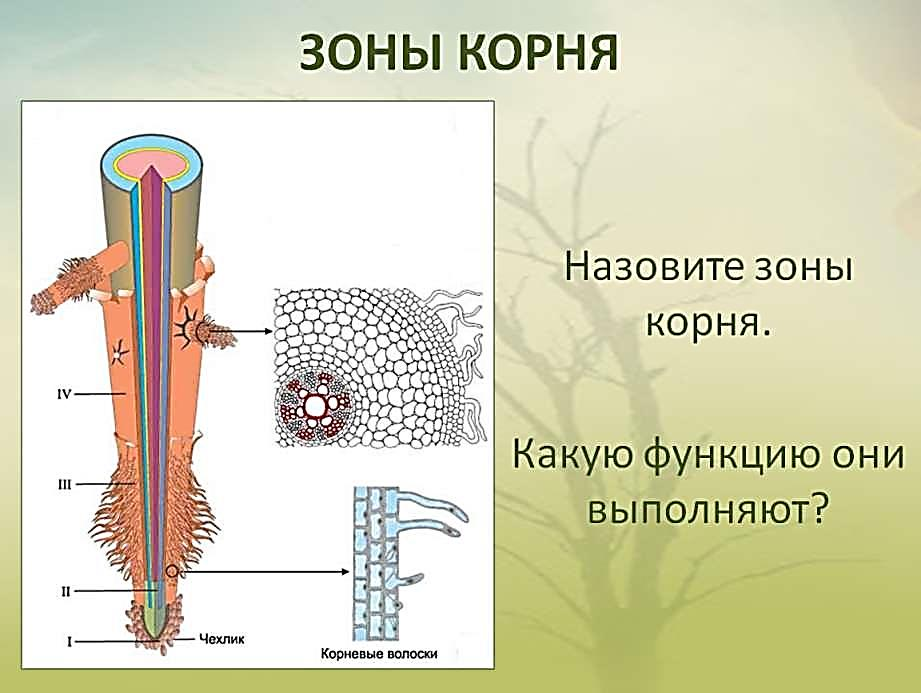 ЗОНЫ КОРНЯ
Назовите зоны
корня.
Какую функцию они
выполняют?
IV
III
II
I
Чехлик
Корневые волоски